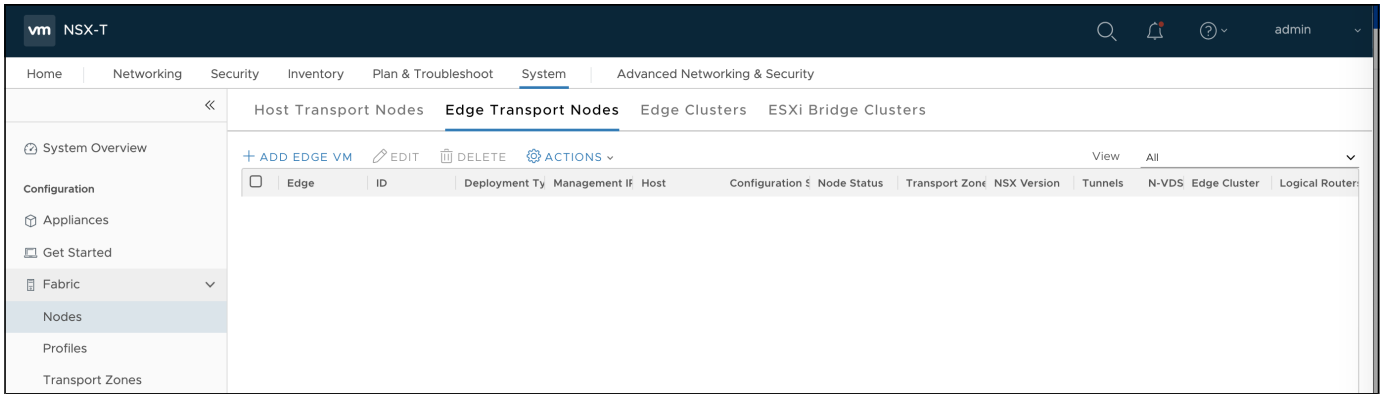 vm NSX-T admin
Home Networking Security Inventory Plan & Troubleshoot System Advanced Networking & Security
Host Transport Nodes Edge Transport Nodes Edge Clusters ESXi Bridge Clusters
System Overview
+ ADD EDGE VM EDIT DELETE ACTIONS View All
Configuration
Edge ID Deployment Ty Management IP Host Configuration S Node Status Transport Zone NSX Version Tunnels N-VDS Edge Cluster Logical Routers
Appliances
Get Started
Fabric
Nodes
Profiles
Transport Zones